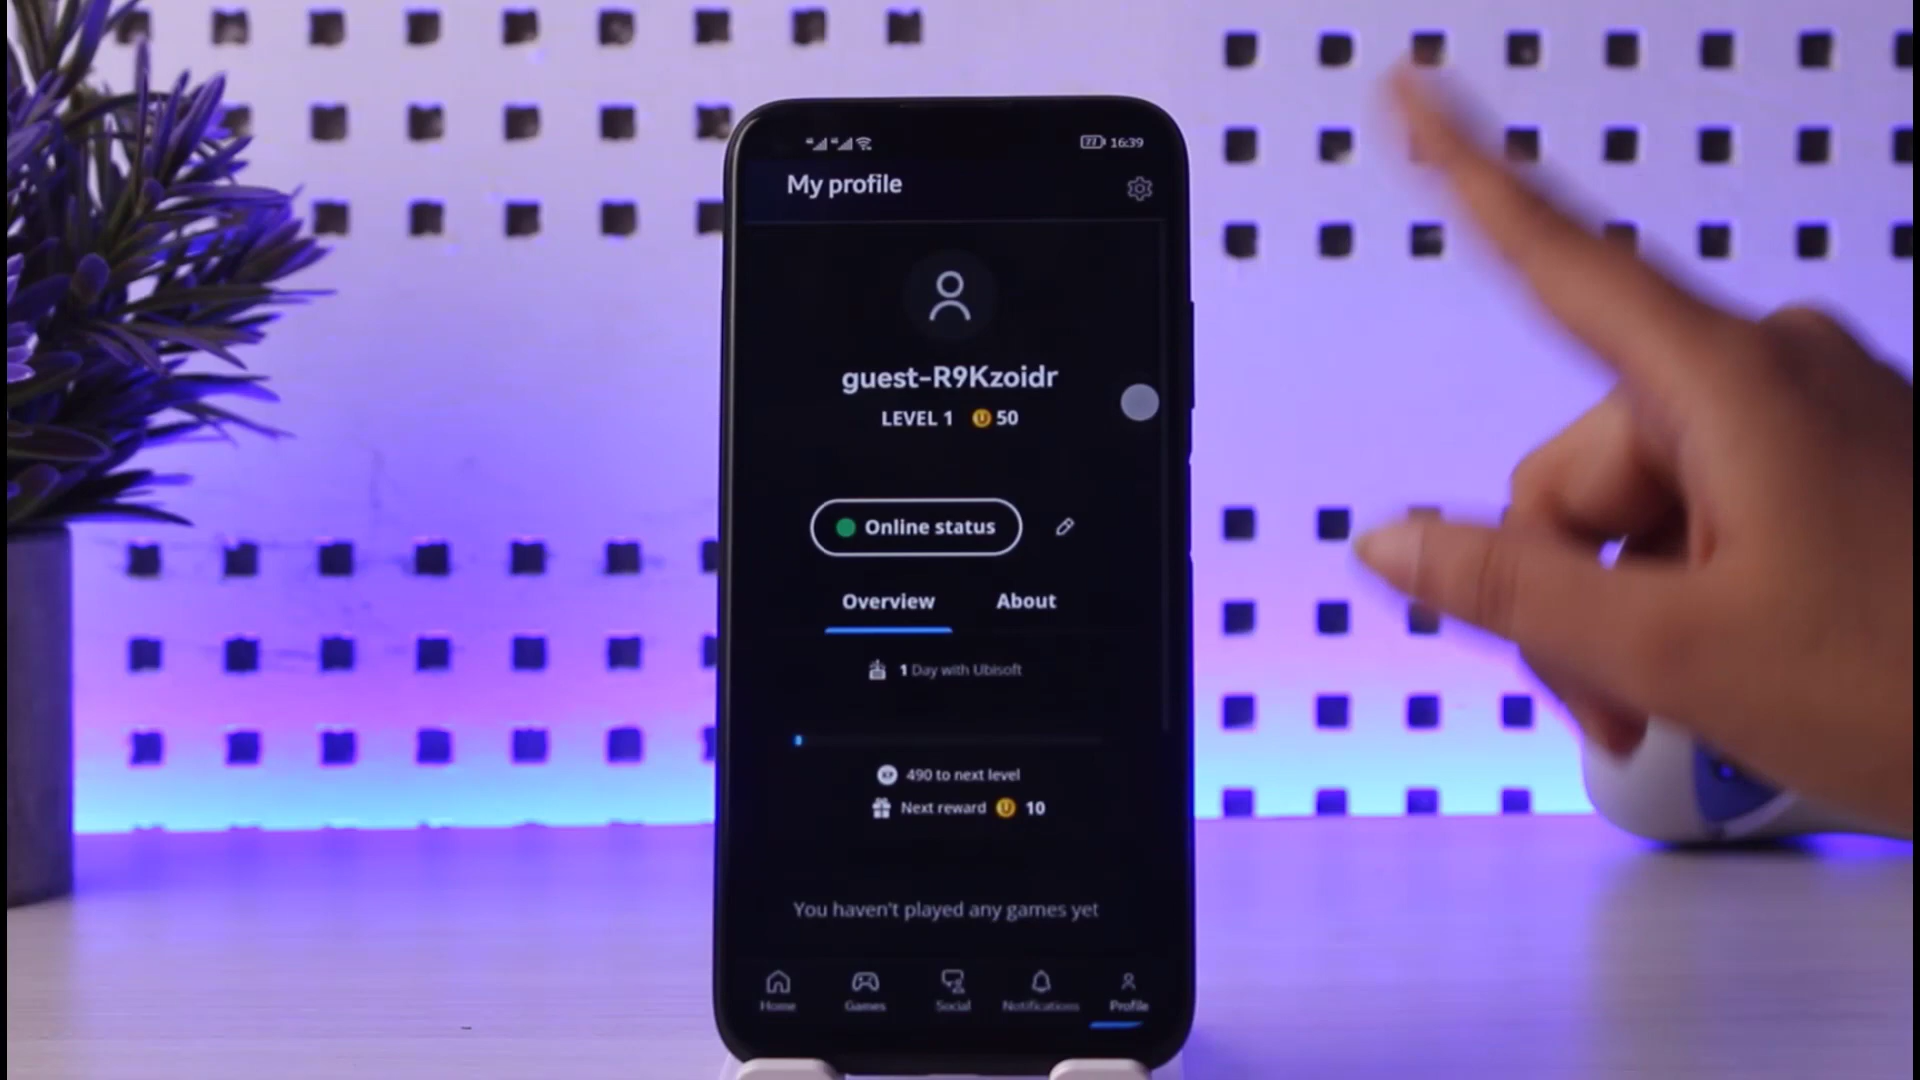 77 16:39
My profile
guest-R9Kzoidr
LEVEL 1 50
Online status
Overview About
1 Day with Ubisoft
490 to next level
Next reward 10
You haven't played any games yet
Home Games Social Notifications Profile